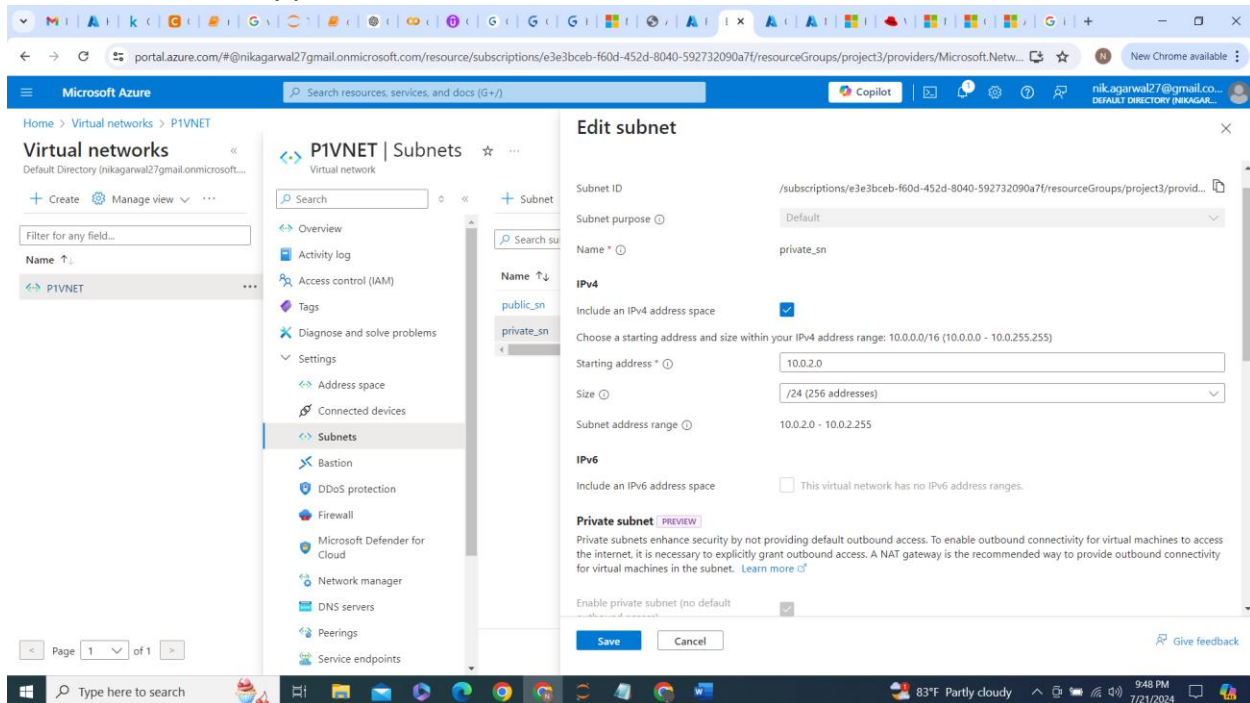 portal.azure.com/#@nikagarwal27gmail.onmicrosoft.com/resource/subscriptions/e3e3bceb-f60d-452d-8040-592732090a7f/resourceGroups/project3/providers/Microsoft.Netw...
New Chrome available
Microsoft Azure
Search resources, services, and docs (G+/)
Copilot
nik.agarwal27@gmail.co...
DEFAULT DIRECTORY (NIKAGAR...
Home > Virtual networks > P1VNET
Virtual networks
Default Directory (nikagarwal27gmail.onmicrosoft....
+ Create
Manage view
...
Filter for any field...
Name ↑↓
P1VNET
...
Page 1 of 1
P1VNET | Subnets
...
Virtual network
Search
Overview
Activity log
Access control (IAM)
Tags
Diagnose and solve problems
Settings
Address space
Connected devices
Subnets
Bastion
DDoS protection
Firewall
Microsoft Defender for
Cloud
Network manager
DNS servers
Peerings
Service endpoints
+ Subnet
Search su
Name ↑↓
public_sn
private_sn
Edit subnet
Subnet ID
/subscriptions/e3e3bceb-f60d-452d-8040-592732090a7f/resourceGroups/project3/provid...
Subnet purpose
Default
Name *
private_sn
IPv4
Include an IPv4 address space
Choose a starting address and size within your IPv4 address range: 10.0.0.0/16 (10.0.0.0 - 10.0.255.255)
Starting address *
10.0.2.0
Size
/24 (256 addresses)
Subnet address range
10.0.2.0 - 10.0.2.255
IPv6
Include an IPv6 address space
This virtual network has no IPv6 address ranges.
Private subnet PREVIEW
Private subnets enhance security by not providing default outbound access. To enable outbound connectivity for virtual machines to access
the internet, it is necessary to explicitly grant outbound access. A NAT gateway is the recommended way to provide outbound connectivity
for virtual machines in the subnet. Learn more
Enable private subnet (no default
Save
Cancel
Give feedback
Type here to search
83°F Partly cloudy
9:48 PM
7/21/2024